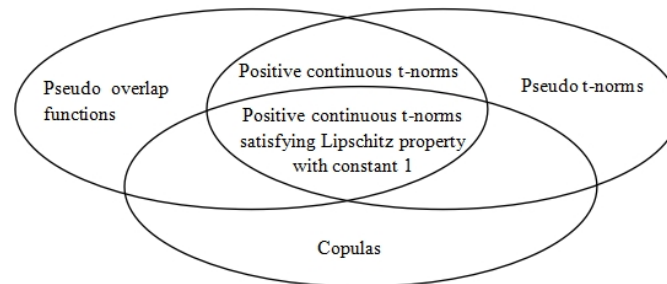 Pseudo overlap
functions
Positive continuous t-norms
Pseudo t-norms
Positive continuous t-norms
satisfying Lipschitz property
with constant 1
Copulas